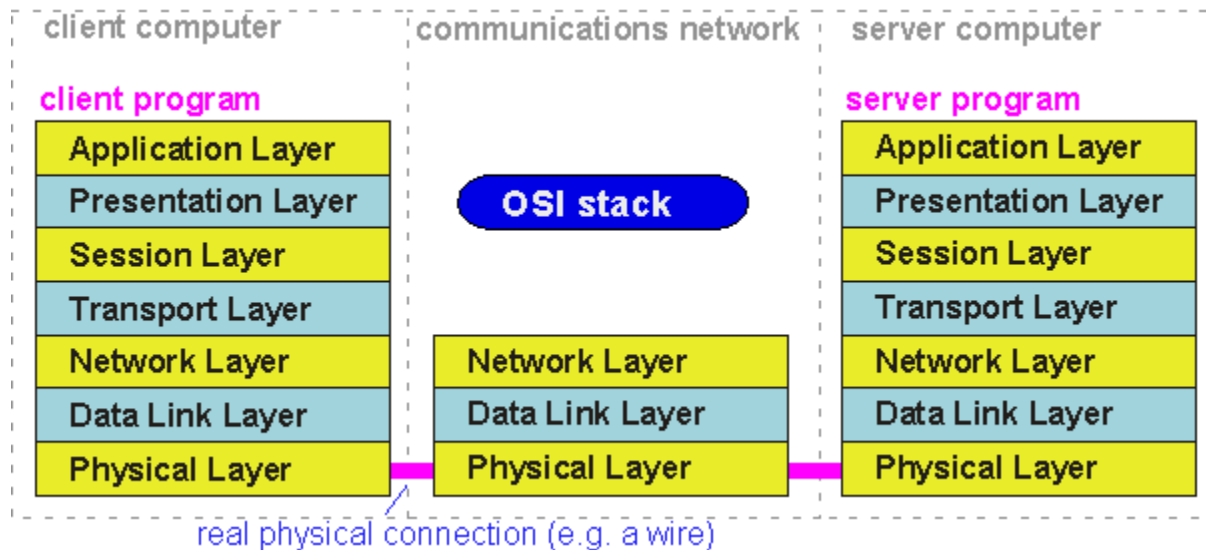 client computer
communications network
server computer
client program
server program
Application Layer
Presentation Layer
Session Layer
Transport Layer
Network Layer
Data Link Layer
Physical Layer
OSI stack
Network Layer
Data Link Layer
Physical Layer
Application Layer
Presentation Layer
Session Layer
Transport Layer
Network Layer
Data Link Layer
Physical Layer
real physical connection (e.g. a wire)